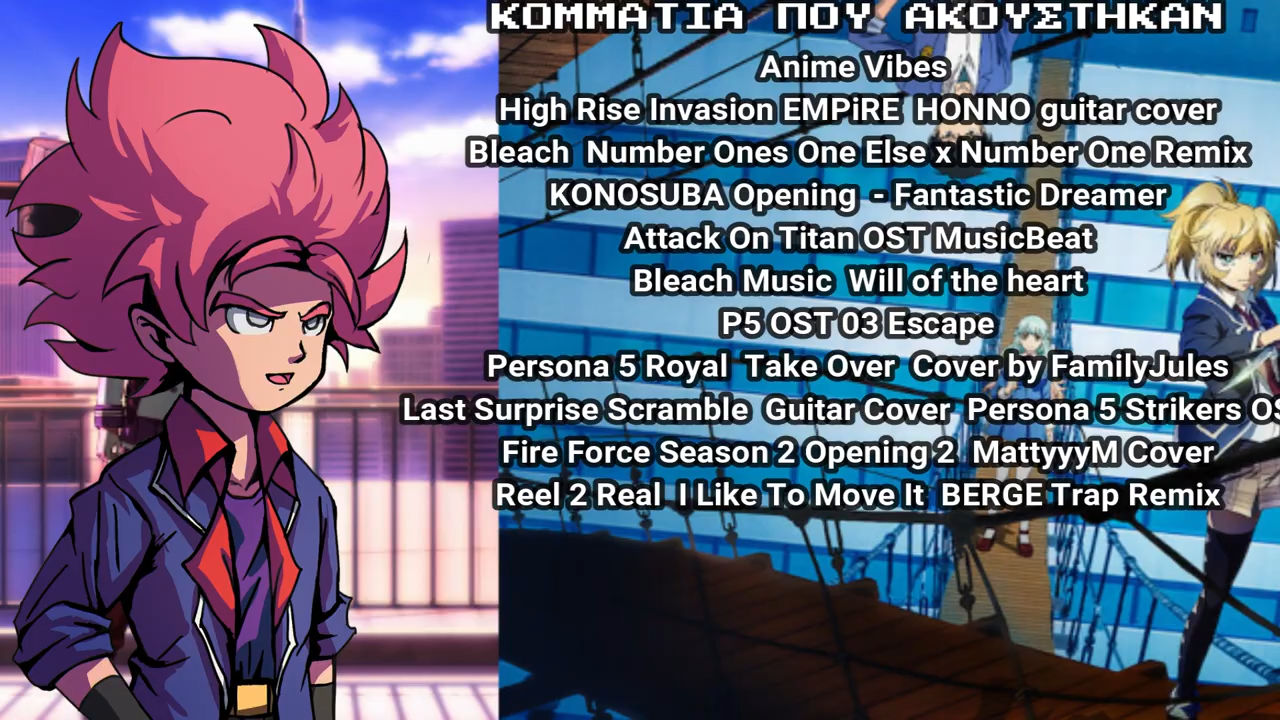 ΚΟΜΜΑΤΙΑ ΠΟΥ ΑΚΟΥΣΤΗΚΑΝ
Anime Vibes
High Rise Invasion EMPiRE HONNO guitar cover
Bleach Number Ones One Else x Number One Remix
KONOSUBA Opening - Fantastic Dreamer
Attack On Titan OST MusicBeat
Bleach Music Will of the heart
P5 OST 03 Escape
Persona 5 Royal Take Over Cover by FamilyJules
Last Surprise Scramble Guitar Cover Persona 5 Strikers OS
Fire Force Season 2 Opening 2 MattyyyM Cover
Reel 2 Real I Like To Move It BERGE Trap Remix